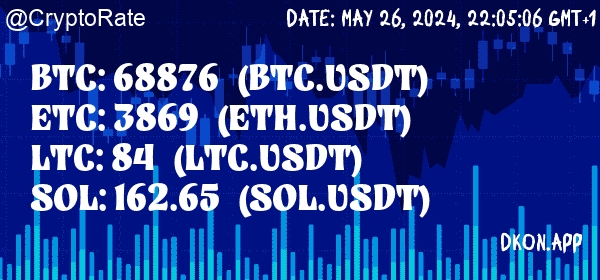 @CryptoRate
DATE: MAY 26, 2024, 22:05:06 GMT+1
BTC: 68876 (BTC.USDT)
ETC: 3869 (ETH.USDT)
LTC: 84 (LTC.USDT)
SOL: 162.65 (SOL.USDT)
DKON.APP